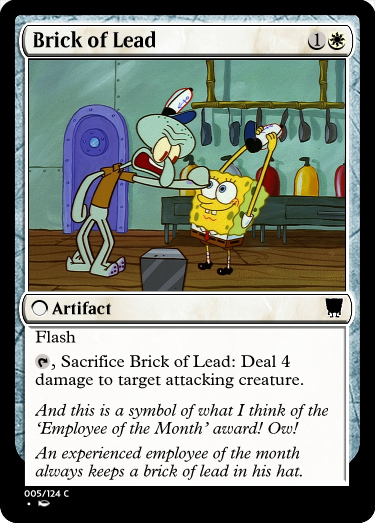 Brick of Lead 1
Artifact
Flash
, Sacrifice Brick of Lead: Deal 4
damage to target attacking creature.
And this is a symbol of what I think of the
‘Employee of the Month’ award! Ow!
An experienced employee of the month
always keeps a brick of lead in his hat.
005/124 C